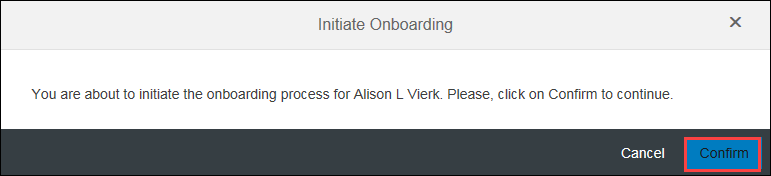 Initiate Onboarding
You are about to initiate the onboarding process for Alison L Vierk. Please, click on Confirm to continue.
Cancel Confirm